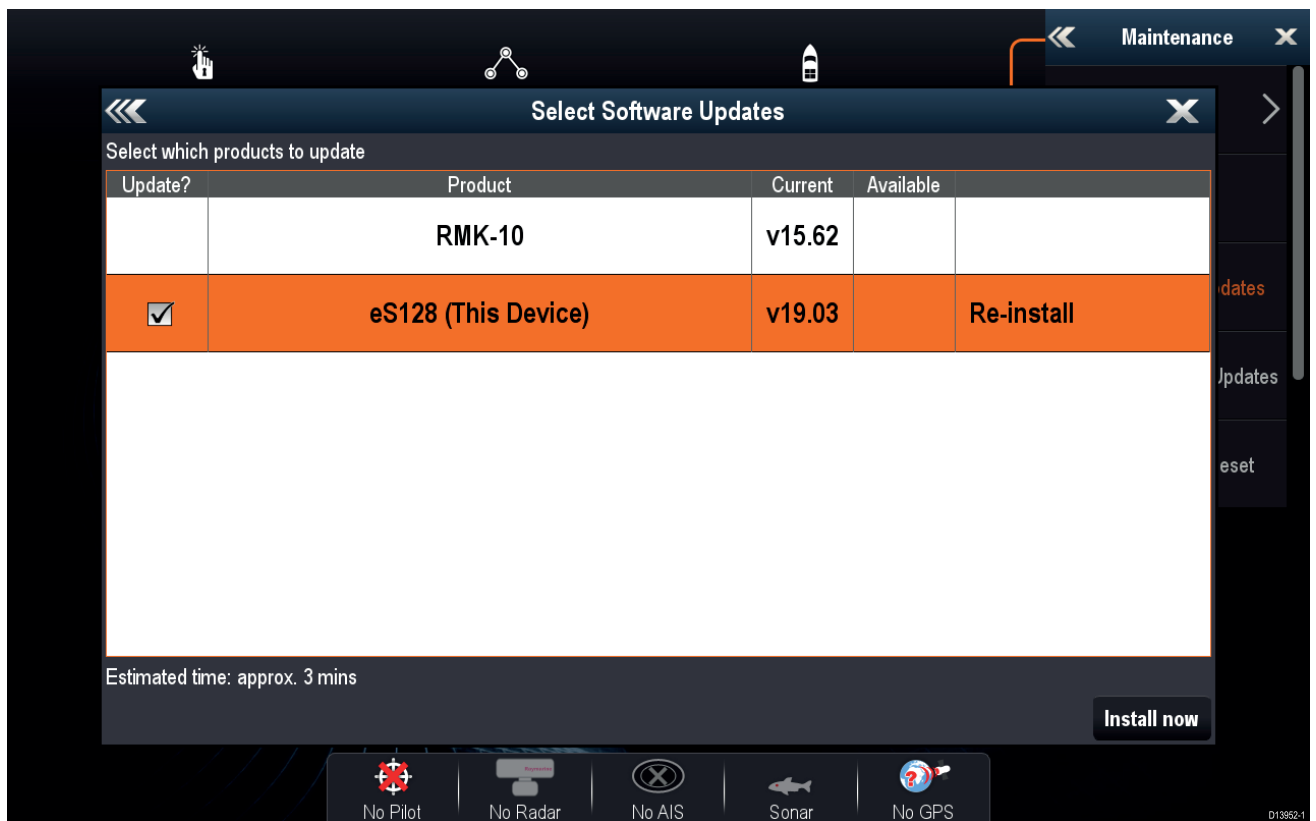 Maintenance
Select Software Updates
Select which products to update
Update? Product Current Available
RMK-10 v15.62
eS128 (This Device) v19.03 Re-install
dates
Updates
eset
Estimated time: approx. 3 mins
Install now
No Pilot No Radar No AIS Sonar No GPS
D13952-1